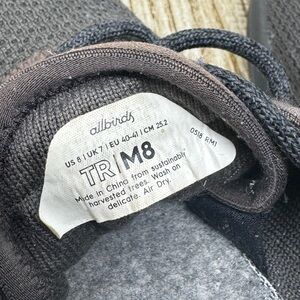 allbirds
US 8 | UK 7 | EU 40-41 | CM 25.2
TR | M8
Made in China from sustainably
harvested trees. Wash on
delicate. Air Dry.
0518 RM1